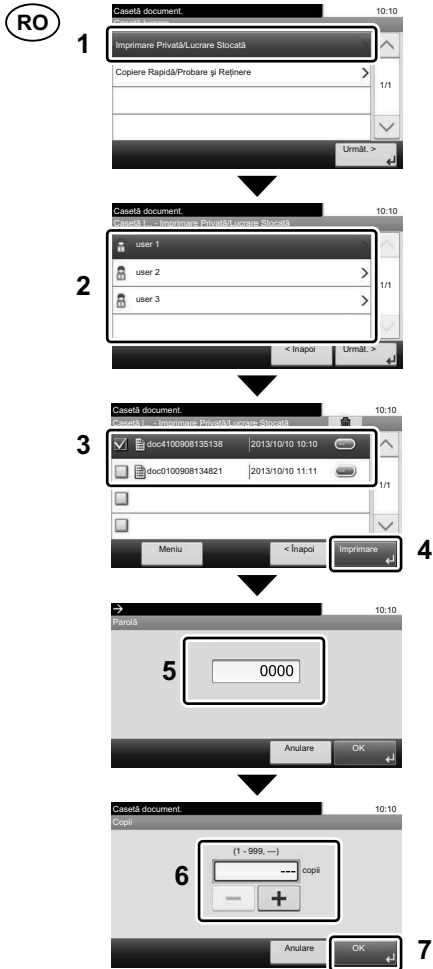 RO
Casetă document. 10:10
Casetă lucrare
1
Imprimare Privată/Lucrare Stocată
Copiere Rapidă/Probare şi Reţinere
1/1
Următ. >
Casetă document. 10:10
Casetă l... - Imprimare Privată/Lucrare Stocată
user 1
2
user 2
1/1
user 3
< Înapoi Următ. >
Casetă document. 10:10
Casetă l... - Imprimare Privată/Lucrare Stocată
3
doc4100908135138 2013/10/10 10:10
doc0100908134821 2013/10/10 11:11
1/1
Meniu < Înapoi Imprimare
4
10:10
Parolă
5
0000
Anulare OK
Casetă document. 10:10
Copii
(1 - 999, ---)
6
--- copii
Anulare OK
7